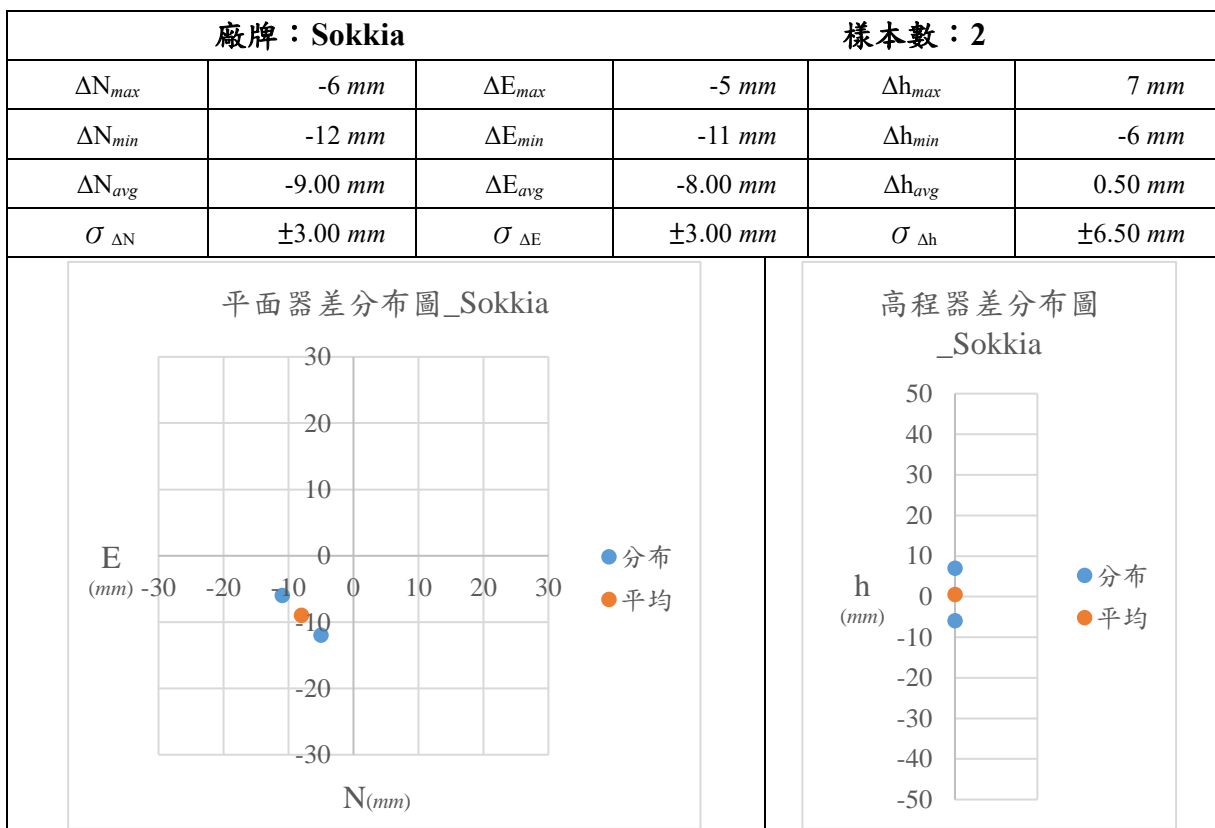 廠牌：Sokkia 樣本數：2
ΔNmax -6 mm ΔEmax -5 mm Δhmax 7 mm
ΔNmin -12 mm ΔEmin -11 mm Δhmin -6 mm
ΔNavg -9.00 mm ΔEavg -8.00 mm Δhavg 0.50 mm
σ ΔN ±3.00 mm σ ΔE ±3.00 mm σ Δh ±6.50 mm
平面器差分布圖_Sokkia
30
20
10
0
-10
-20
-30
-30 -20 -10 0 10 20 30
E
(mm)
N(mm)
分布
平均
高程器差分布圖
_Sokkia
50
40
30
20
10
0
-10
-20
-30
-40
-50
h
(mm)
分布
平均